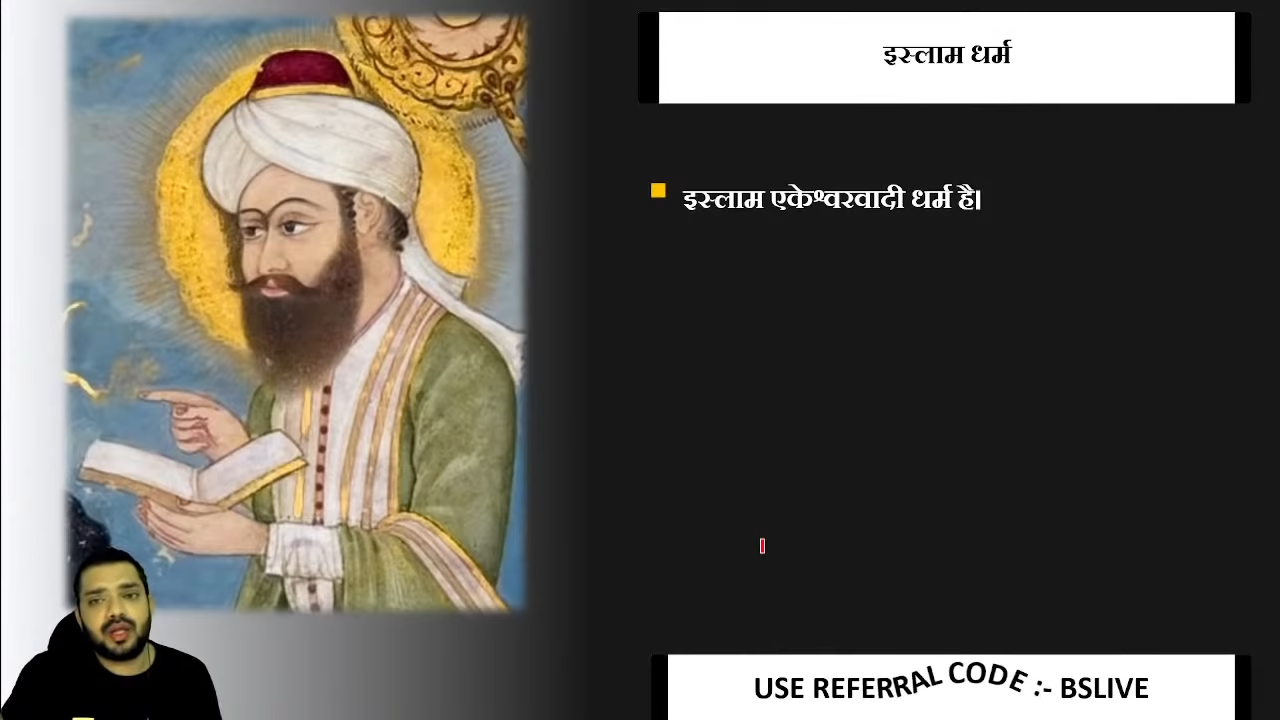 इस्लाम धर्म
इस्लाम एकेश्वरवादी धर्म है।
USE REFERRAL CODE :- BSLIVE